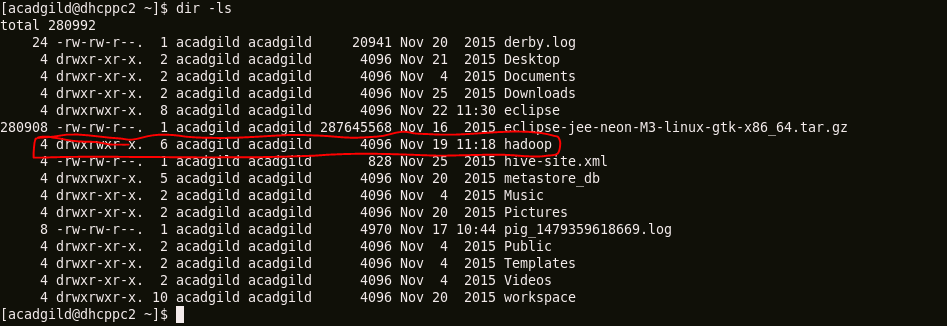 [acadgild@dhcppc2 ~]$ dir -ls
total 280992
    24 -rw-rw-r--.  1 acadgild acadgild     20941 Nov 20  2015 derby.log
     4 drwxr-xr-x.  2 acadgild acadgild      4096 Nov 21  2015 Desktop
     4 drwxr-xr-x.  2 acadgild acadgild      4096 Nov  4  2015 Documents
     4 drwxr-xr-x.  2 acadgild acadgild      4096 Nov 25  2015 Downloads
     4 drwxrwxr-x.  8 acadgild acadgild      4096 Nov 22 11:30 eclipse
280908 -rw-rw-r--.  1 acadgild acadgild 287645568 Nov 16  2015 eclipse-jee-neon-M3-linux-gtk-x86_64.tar.gz
     4 drwxrwxr-x.  6 acadgild acadgild      4096 Nov 19 11:18 hadoop
     4 -rw-rw-r--.  1 acadgild acadgild       828 Nov 25  2015 hive-site.xml
     4 drwxrwxr-x.  5 acadgild acadgild      4096 Nov 20  2015 metastore_db
     4 drwxr-xr-x.  2 acadgild acadgild      4096 Nov  4  2015 Music
     4 drwxr-xr-x.  2 acadgild acadgild      4096 Nov 20  2015 Pictures
     8 -rw-rw-r--.  1 acadgild acadgild      4970 Nov 17 10:44 pig_1479359618669.log
     4 drwxr-xr-x.  2 acadgild acadgild      4096 Nov  4  2015 Public
     4 drwxr-xr-x.  2 acadgild acadgild      4096 Nov  4  2015 Templates
     4 drwxr-xr-x.  2 acadgild acadgild      4096 Nov  4  2015 Videos
     4 drwxrwxr-x. 10 acadgild acadgild      4096 Nov 20  2015 workspace
[acadgild@dhcppc2 ~]$